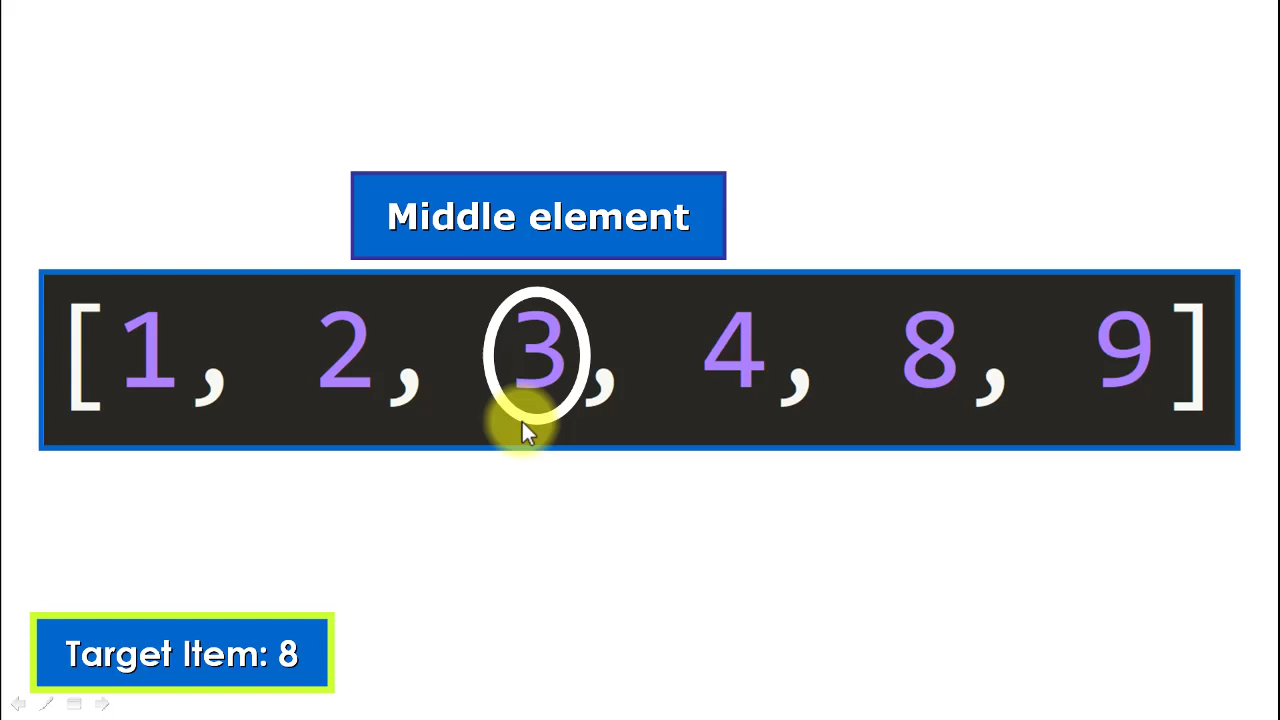 Middle element
[1, 2, 3, 4, 8, 9]
Target Item: 8